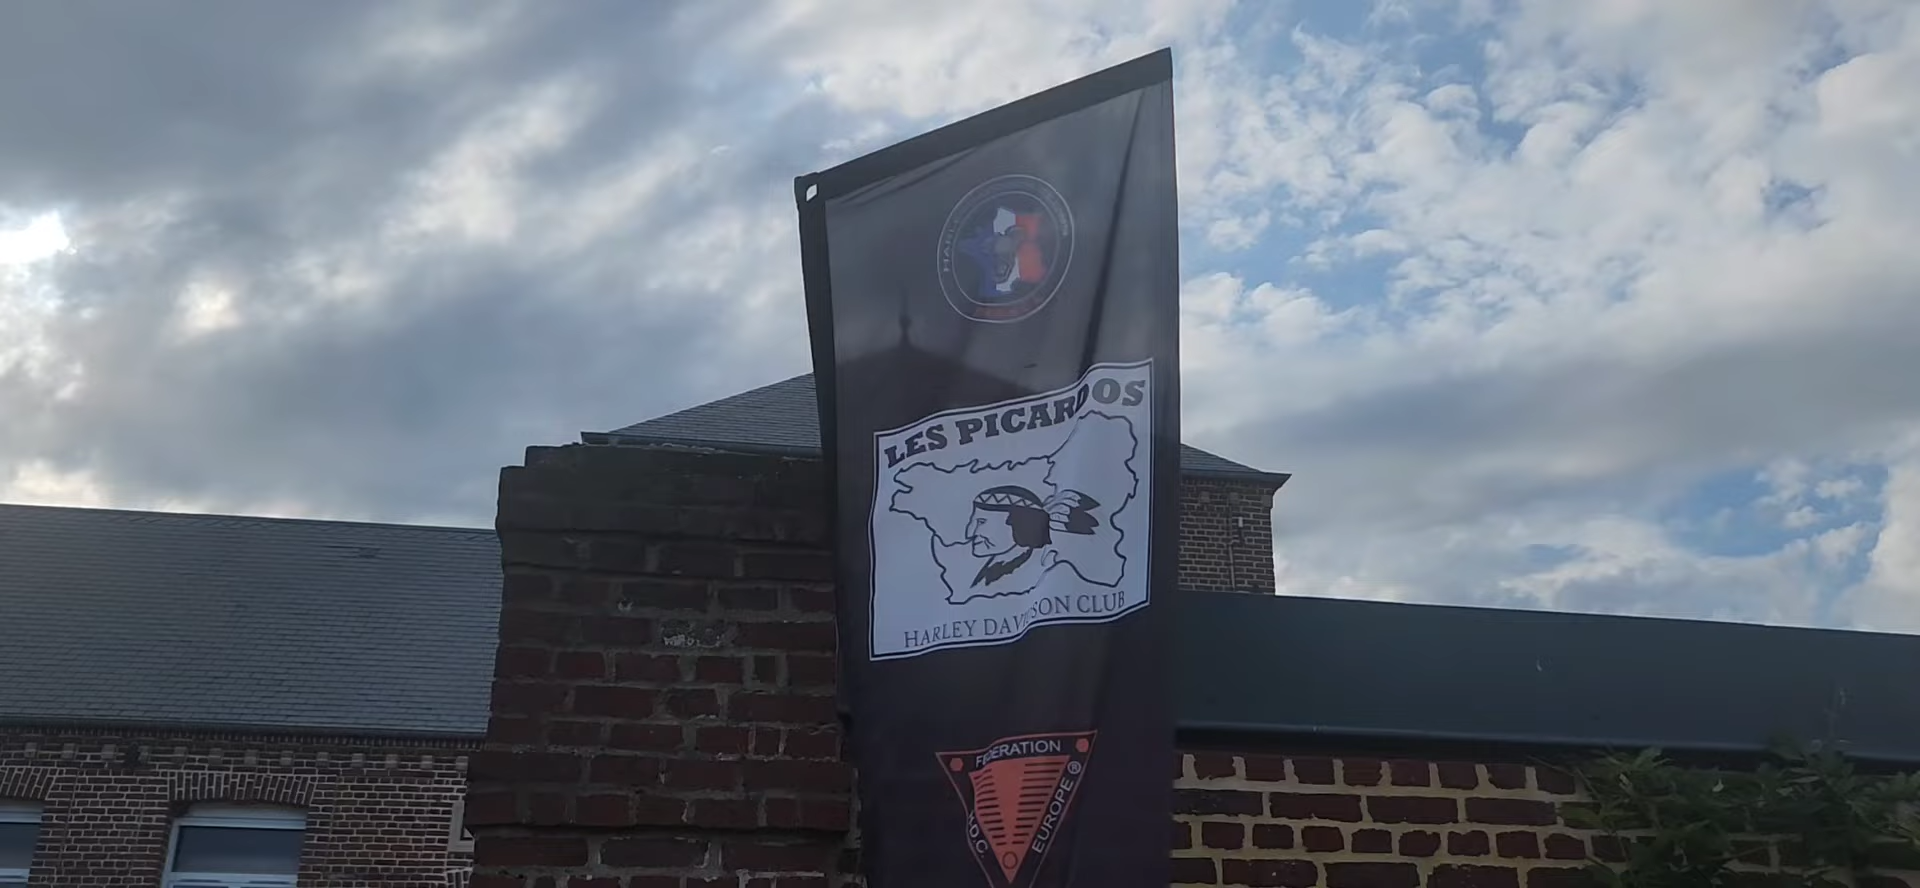 LES PICARDOS
HARLEY DAVIDSON CLUB
FEDERATION
H.D.C.
EUROPE ®